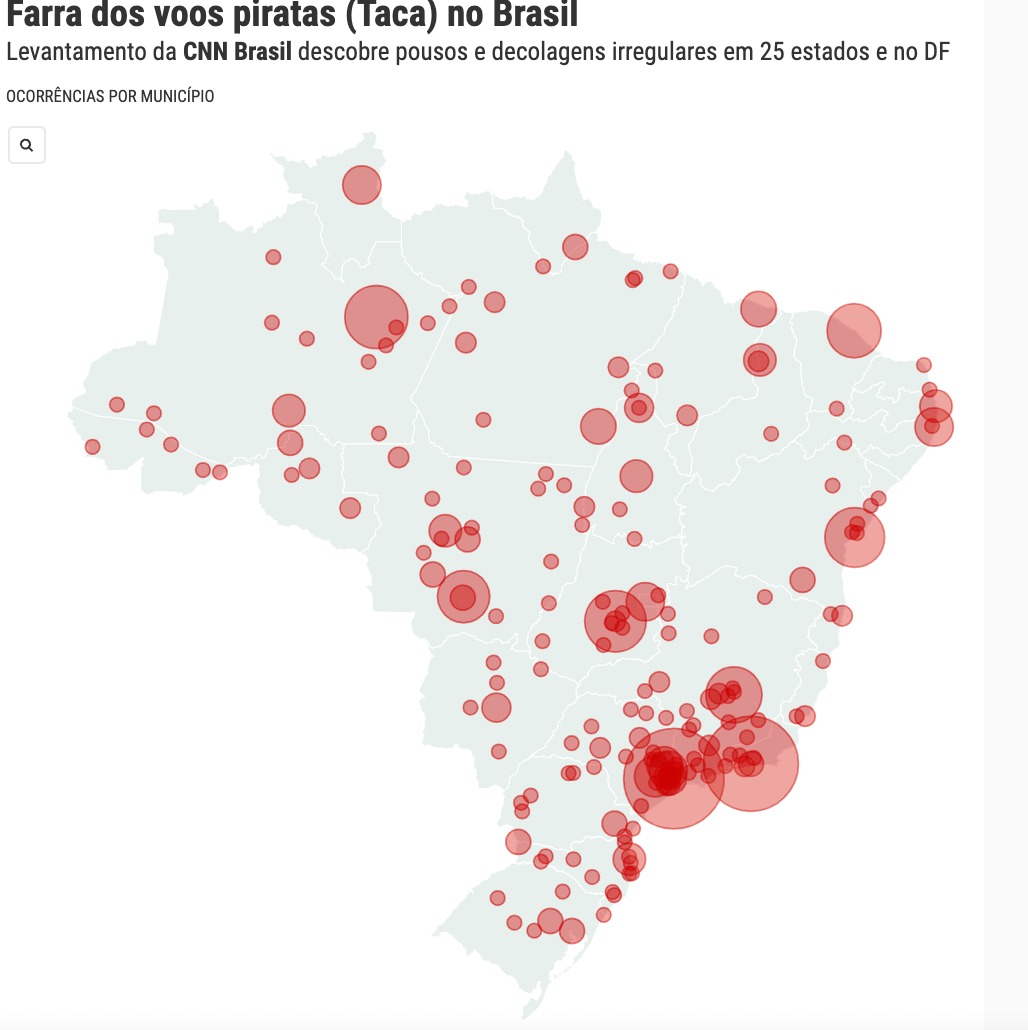 Farra dos voos piratas (Taca) no Brasil
Levantamento da CNN Brasil descobre pousos e decolagens irregulares em 25 estados e no DF
OCORRÊNCIAS POR MUNICÍPIO